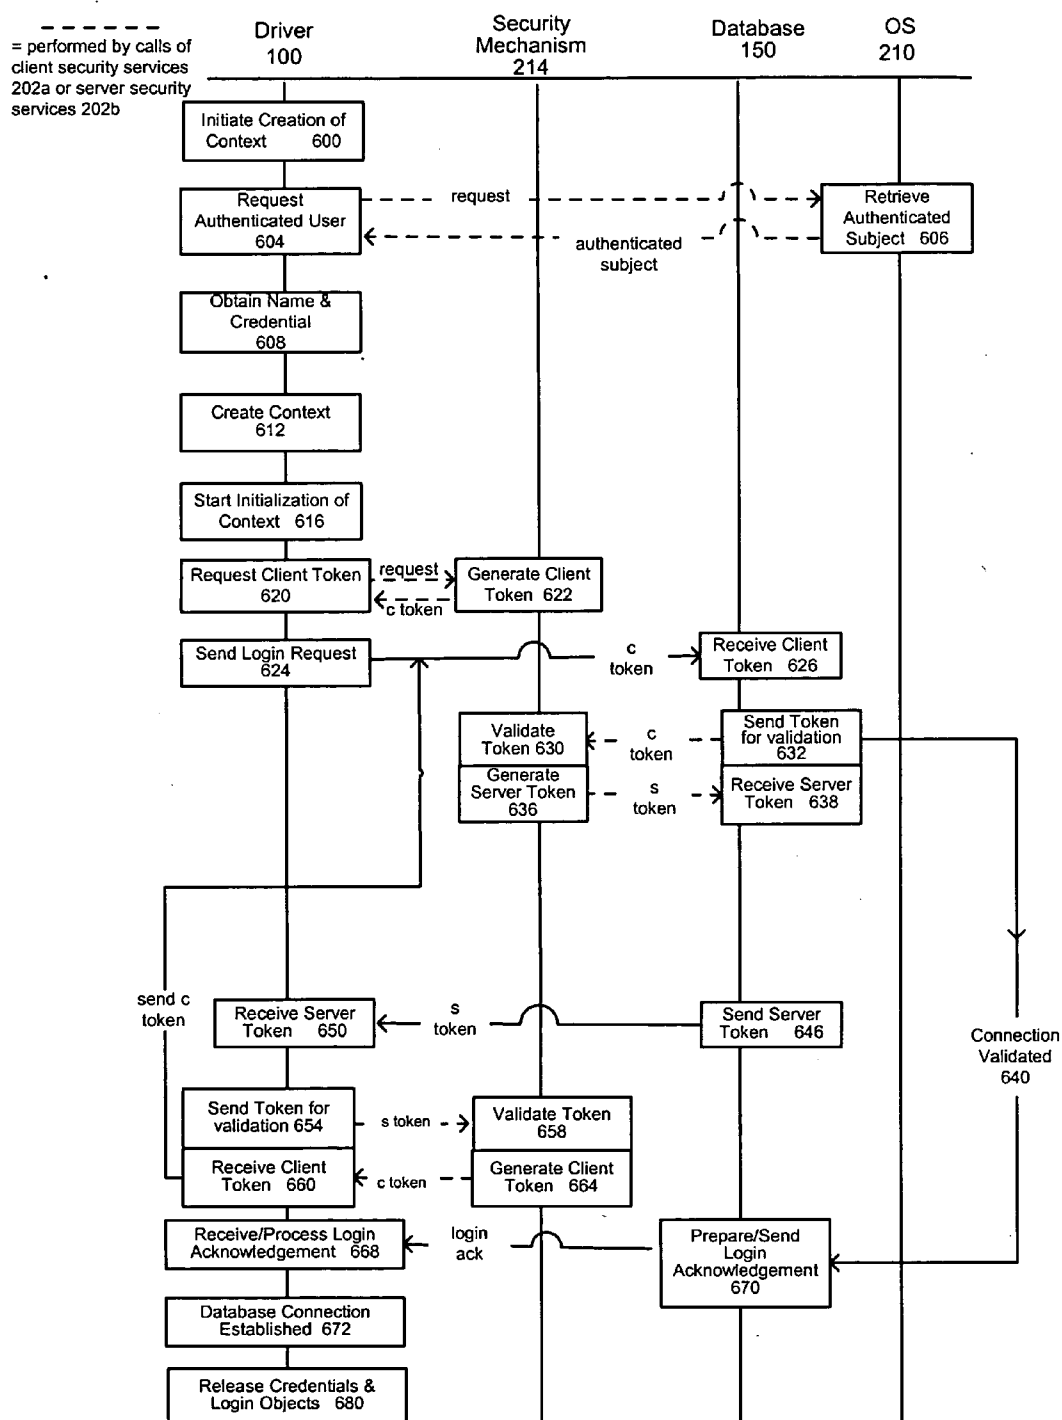 Driver
100
Security
Mechanism
214
Database
150
OS
210
= performed by calls of
client security services
202a or server security
services 202b
Initiate Creation of
Context 600
Request
Authenticated User
604
request
Retrieve
Authenticated
Subject 606
authenticated
subject
Obtain Name &
Credential
608
Create Context
612
Start Initialization of
Context 616
Request Client Token
620
request
c token
Generate Client
Token 622
Send Login Request
624
c
token
Receive Client
Token 626
Validate
Token 630
c
token
Send Token
for validation
632
Generate
Server Token
636
s
token
Receive Server
Token 638
send c
token
Receive Server
Token 650
s
token
Send Server
Token 646
Connection
Validated
640
Send Token for
validation 654
s token
Validate Token
658
Receive Client
Token 660
c token
Generate Client
Token 664
Receive/Process Login
Acknowledgement 668
login
ack
Prepare/Send
Login
Acknowledgement
670
Database Connection
Established 672
Release Credentials &
Login Objects 680